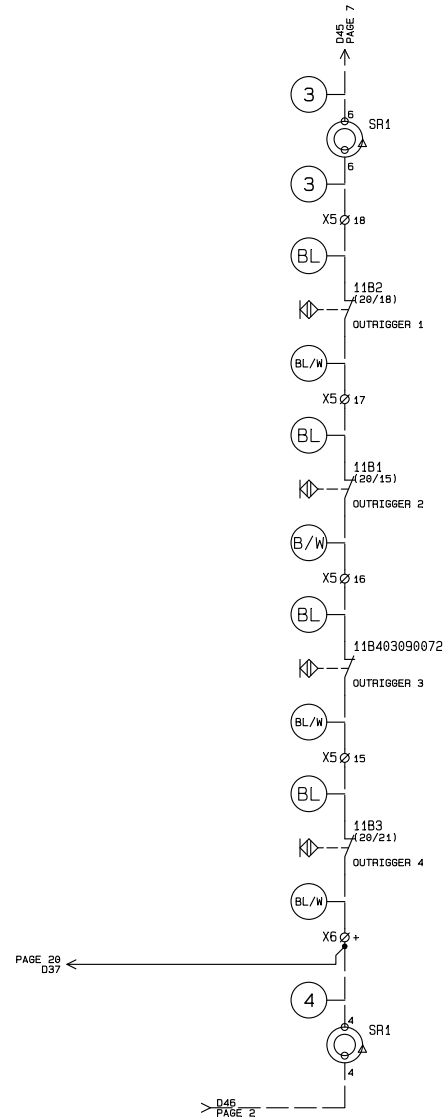 D45
PAGE 7
3
6
SR1
6
3
X5 18
BL
11B2
(20/18)
OUTRIGGER 1
BL/W
X5 17
BL
11B1
(20/15)
OUTRIGGER 2
B/W
X5 16
BL
11B403090072
OUTRIGGER 3
BL/W
X5 15
BL
11B3
(20/21)
OUTRIGGER 4
BL/W
X6 +
PAGE 20
D37
4
4
SR1
4
D46
PAGE 2